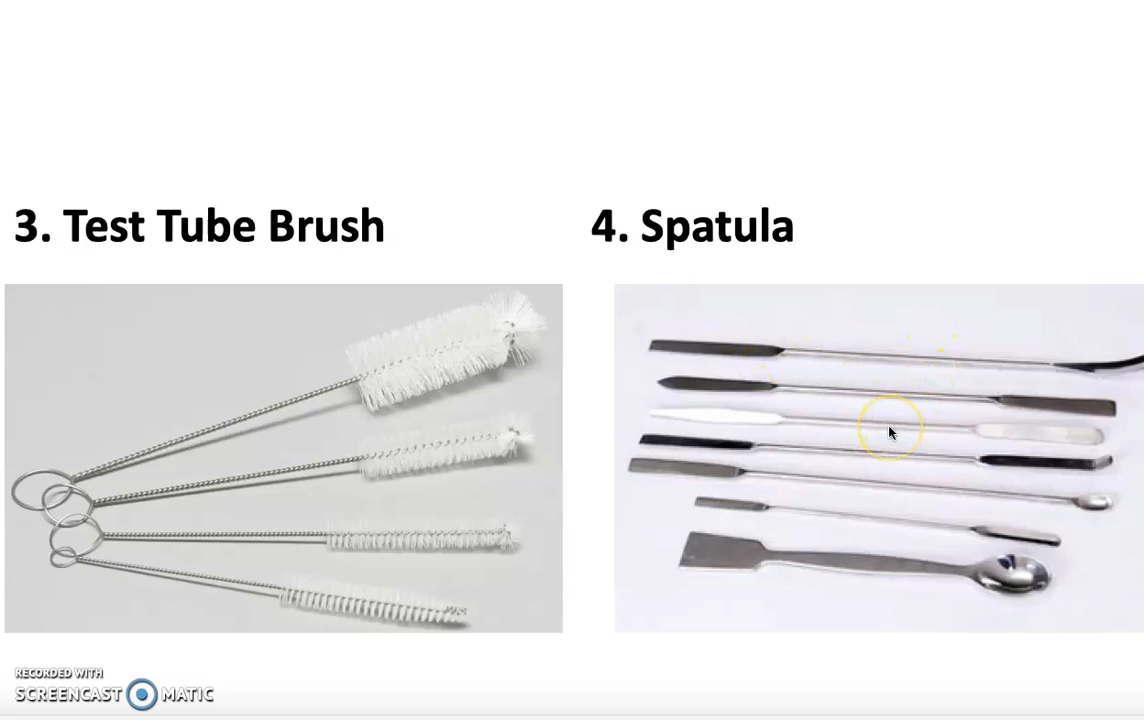 3. Test Tube Brush
4. Spatula
RECORDED WITH
SCREENCAST MATIC